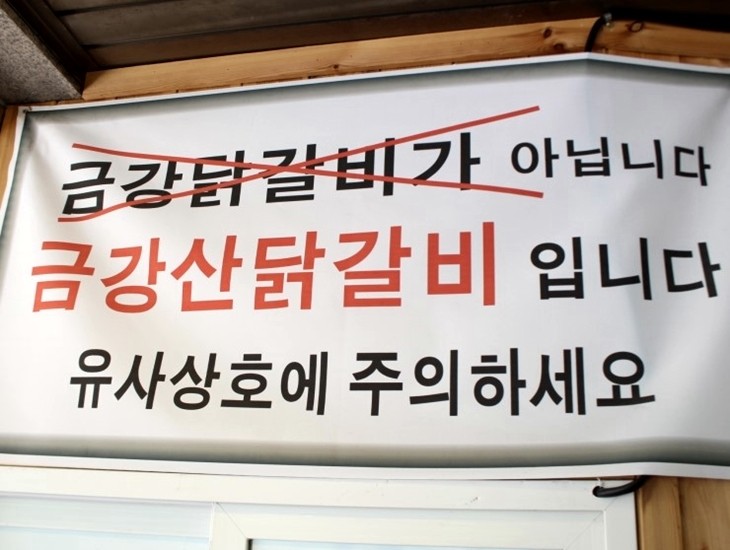 금강닭갈비가 아닙니다
금강산닭갈비 입니다
유사상호에 주의하세요